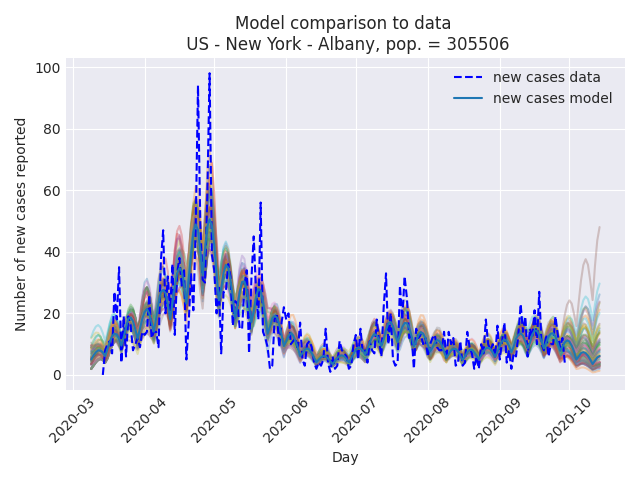 Model comparison to data
US - New York - Albany, pop. = 305506
Number of new cases reported
100
80
60
40
20
0
new cases data
new cases model
2020-03
2020-04
2020-05
2020-06
2020-07
2020-08
2020-09
2020-10
Day